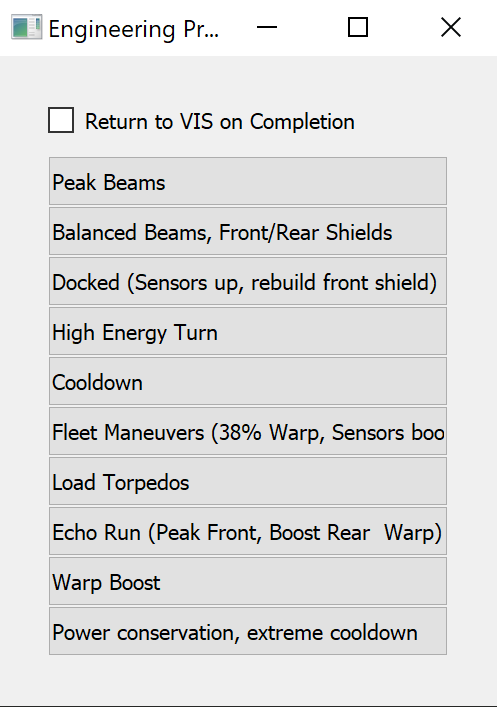 Engineering Pr...
Return to VIS on Completion
Peak Beams
Balanced Beams, Front/Rear Shields
Docked (Sensors up, rebuild front shield)
High Energy Turn
Cooldown
Fleet Maneuvers (38% Warp, Sensors boo
Load Torpedos
Echo Run (Peak Front, Boost Rear  Warp)
Warp Boost
Power conservation, extreme cooldown